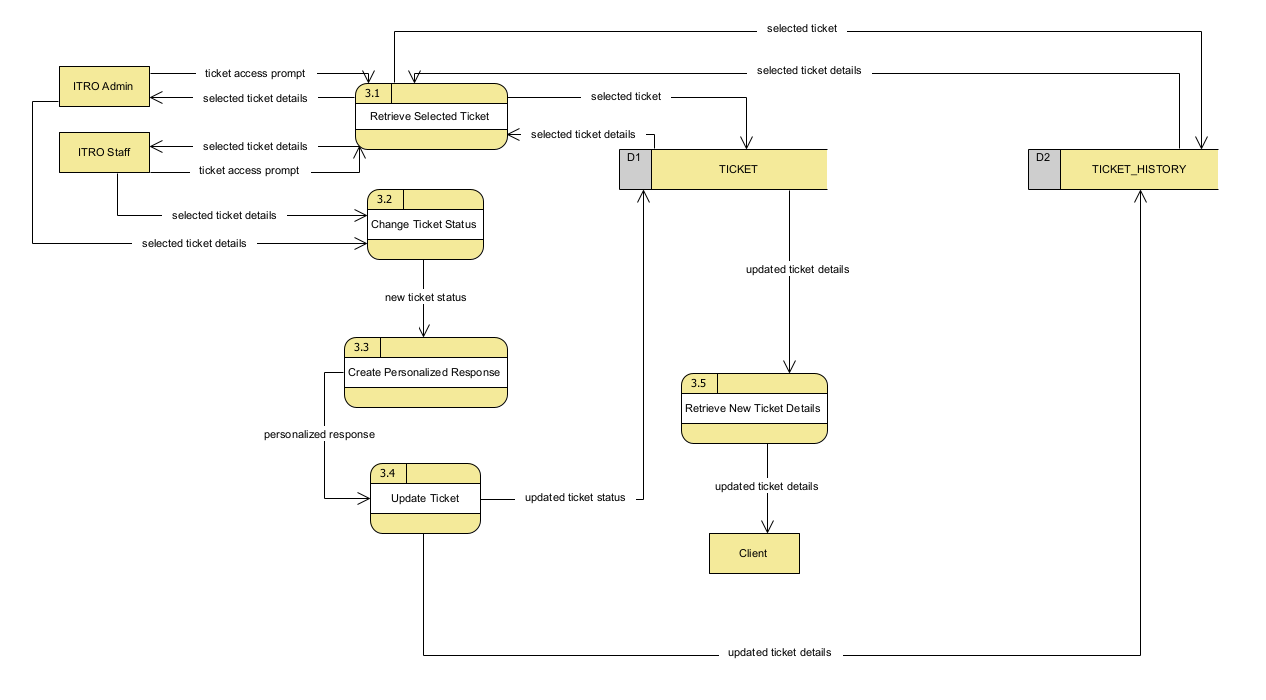 selected ticket
ticket access prompt
selected ticket details
ITRO Admin
3.1
selected ticket details
selected ticket
Retrieve Selected Ticket
selected ticket details
ITRO Staff
selected ticket details
ticket access prompt
D1
TICKET
D2
TICKET_HISTORY
3.2
selected ticket details
Change Ticket Status
selected ticket details
updated ticket details
new ticket status
3.3
Create Personalized Response
3.5
Retrieve New Ticket Details
personalized response
3.4
Update Ticket
updated ticket status
updated ticket details
Client
updated ticket details